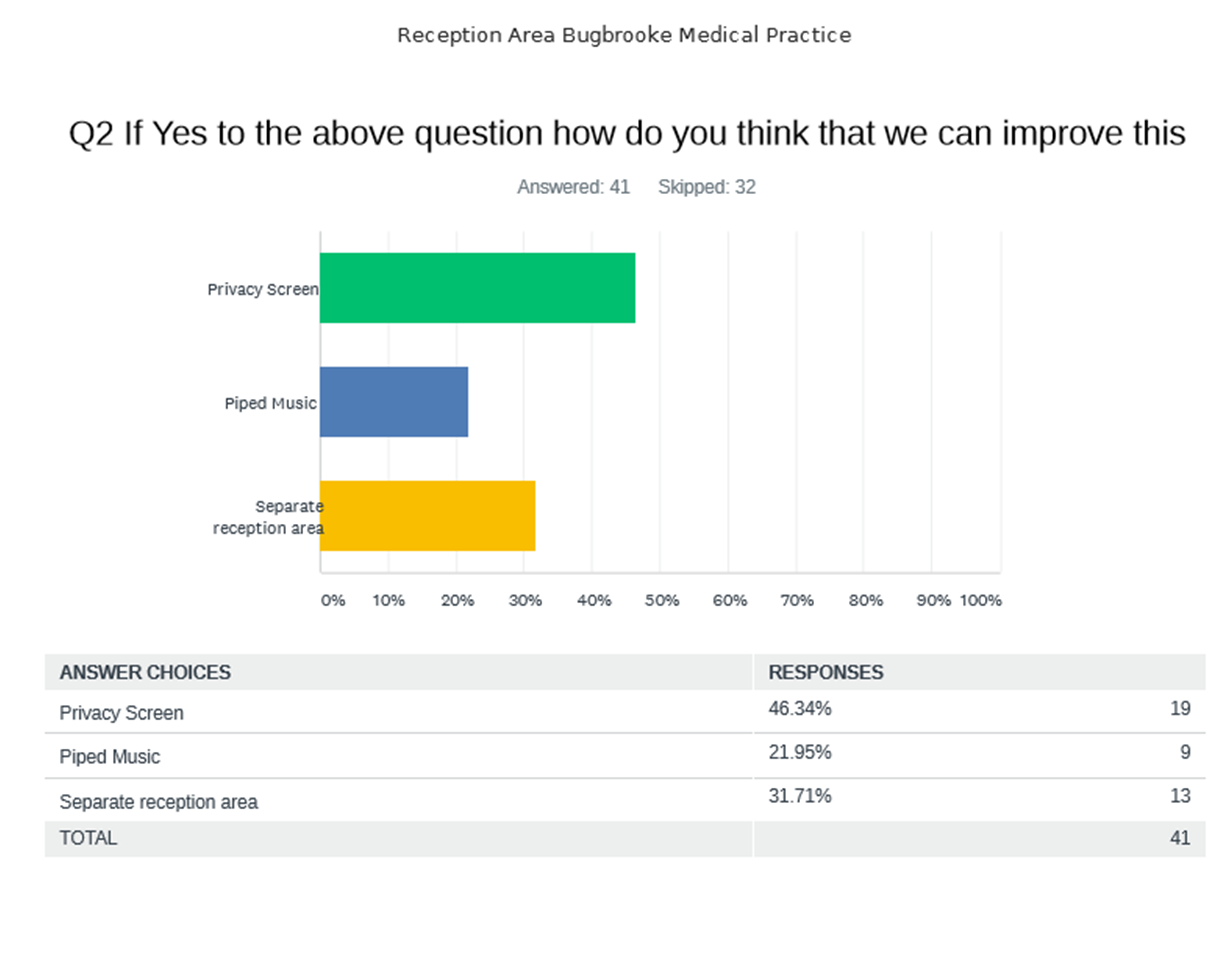 Reception Area Bugbrooke Medical Practice
Q2 If Yes to the above question how do you think that we can improve this
Answered: 41 Skipped: 32
Privacy Screen
Piped Music
Separate
reception area
0% 10% 20% 30% 40% 50% 60% 70% 80% 90% 100%
ANSWER CHOICES RESPONSES
Privacy Screen 46.34% 19
Piped Music 21.95% 9
Separate reception area 31.71% 13
TOTAL 41